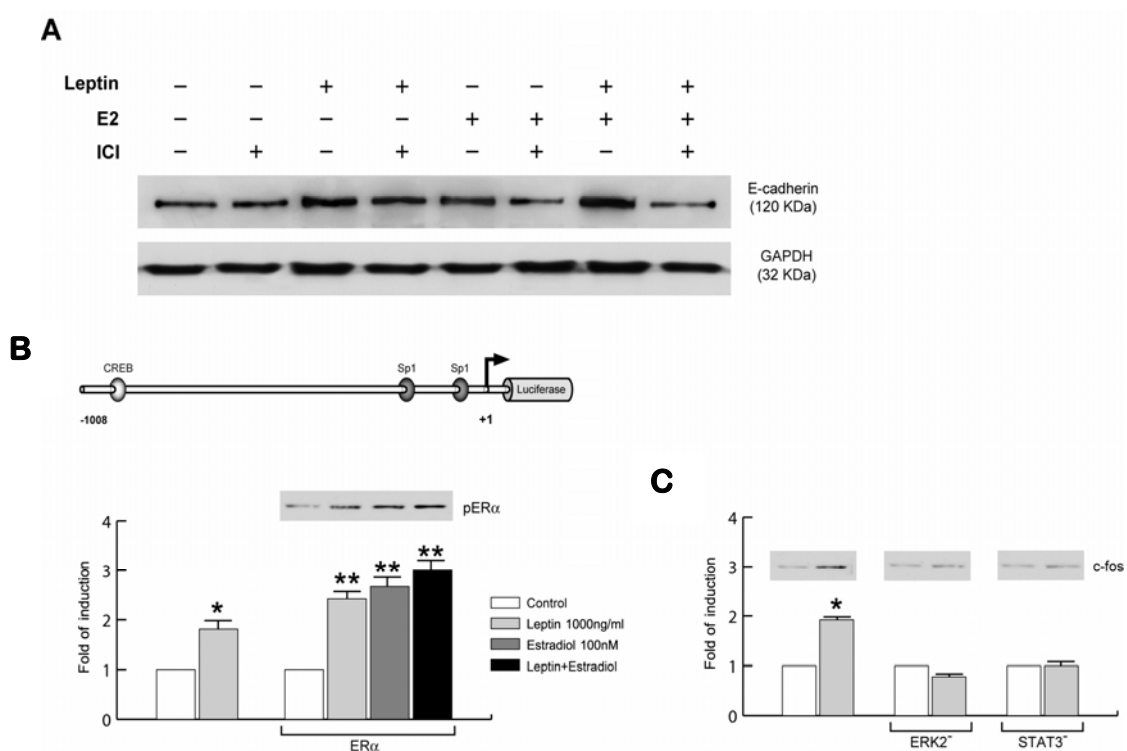 A
Leptin − − + + − − + +
E2 − − − − + + + +
ICI − + − + − + − +
E-cadherin
(120 KDa)
GAPDH
(32 KDa)
B
CREB Sp1 Sp1
Luciferase
-1008 +1
pERα
Fold of induction
4
3
2
1
0
* ** ** **
Control
Leptin 1000ng/ml
Estradiol 100nM
Leptin+Estradiol
ERα
C
Fold of induction
4
3
2
1
0
c-fos
*
ERK2⁻ STAT3⁻